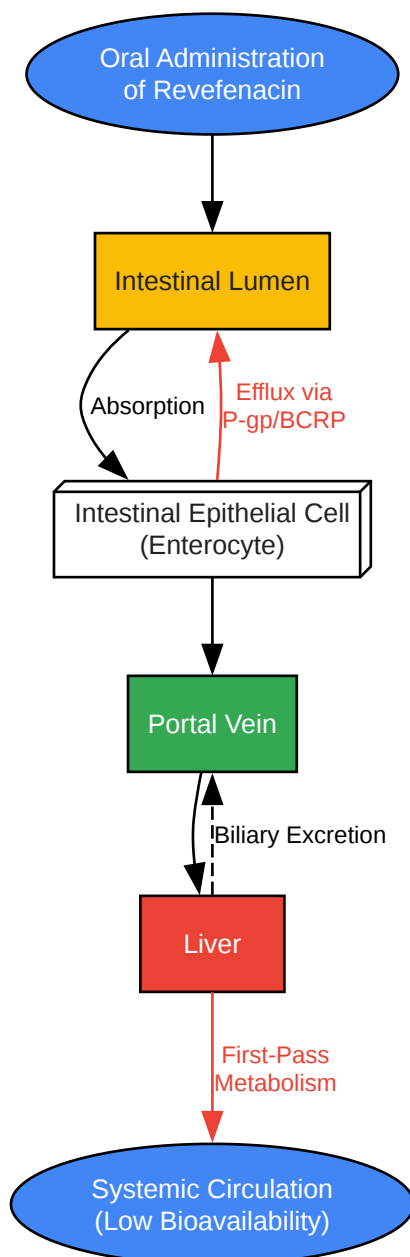 Oral Administration
of Revefenacin
Intestinal Lumen
Absorption
Efflux via
P-gp/BCRP
Intestinal Epithelial Cell
(Enterocyte)
Portal Vein
Biliary Excretion
Liver
First-Pass
Metabolism
Systemic Circulation
(Low Bioavailability)